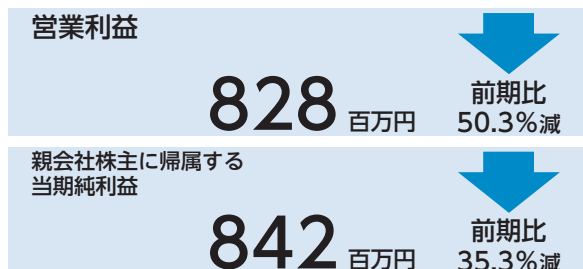 営業利益
828 百万円
前期比
50.3%減
親会社株主に帰属する
当期純利益
842 百万円
前期比
35.3%減